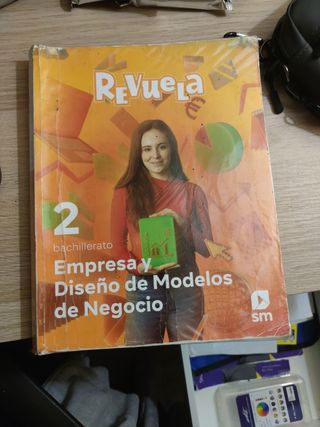 REVUELA
2
bachillerato
Empresa y
Diseño de Modelos
de Negocio
sm